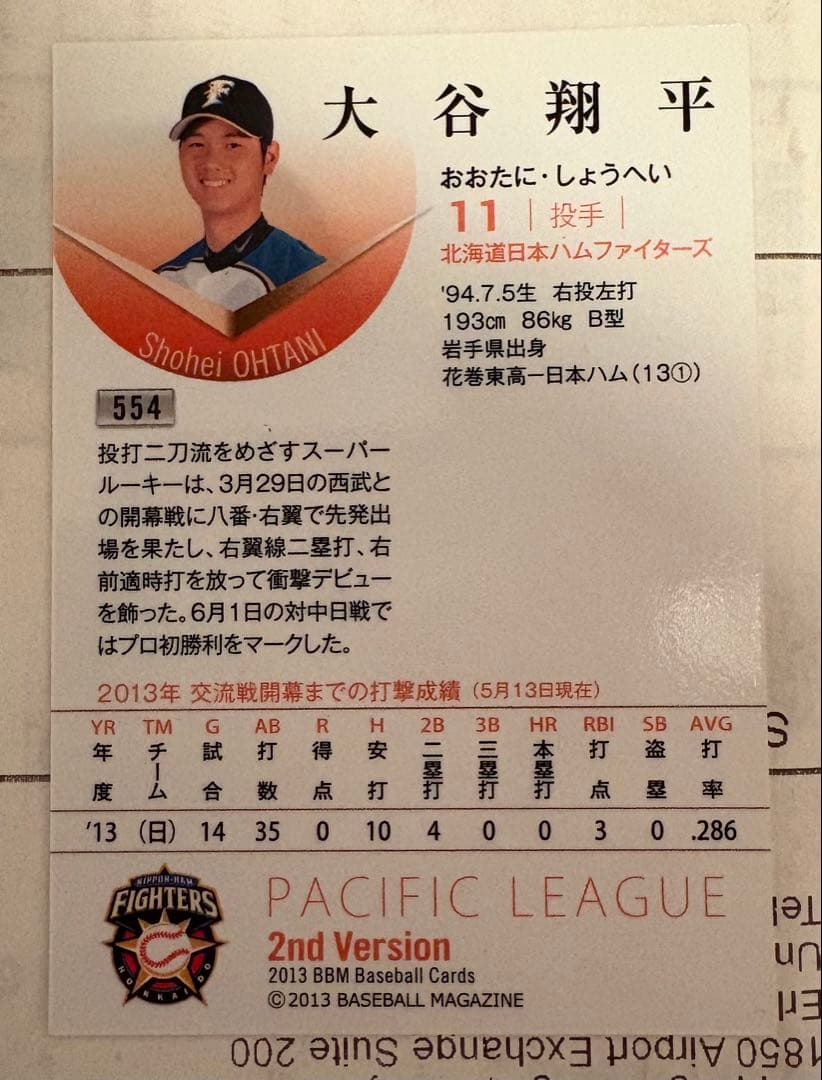 大谷翔平
おおたに・しょうへい
11 | 投手 |
北海道日本ハムファイターズ
'94.7.5生 右投左打
193cm 86kg B型
岩手県出身
花巻東高ー日本ハム(13①)
Shohei OHTANI
554
投打二刀流をめざすスーパー
ルーキーは、3月29日の西武と
の開幕戦に八番・右翼で先発出
場を果たし、右翼線二塁打、右
前適時打を放って衝撃デビュー
を飾った。6月1日の対中日戦で
はプロ初勝利をマークした。
2013年 交流戦開幕までの打撃成績(5月13日現在)
YR TM G AB R H 2B 3B HR RBI SB AVG
年度 チーム 試合 打数 得点 安打 二塁打 三塁打 本塁打 打点 盗塁 打率
'13 (日) 14 35 0 10 4 0 0 3 0 .286
NIPPON-HAM
FIGHTERS
HOKKAIDO
PACIFIC LEAGUE
2nd Version
2013 BBM Baseball Cards
©2013 BASEBALL MAGAZINE
S
Tel
Un
Erl
1850 Airport Exchange Suite 200